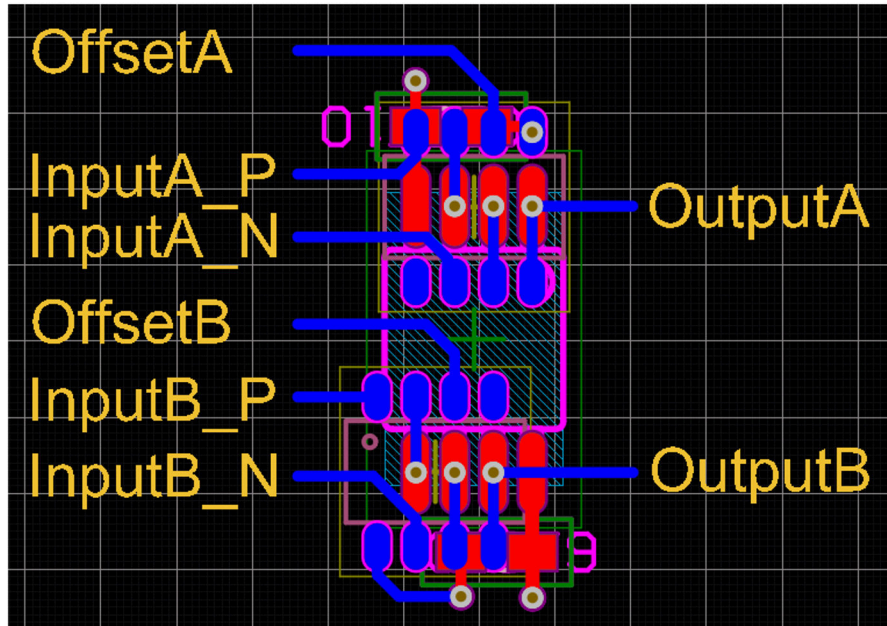 OffsetA
InputA_P
InputA_N
OutputA
OffsetB
InputB_P
InputB_N
OutputB